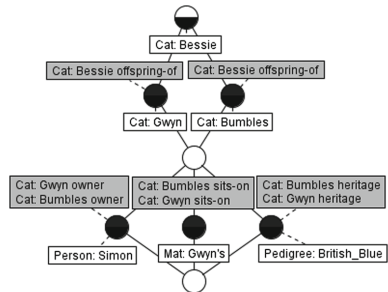 Cat: Bessie
Cat: Bessie offspring-of
Cat: Bessie offspring-of
Cat: Gwyn
Cat: Bumbles
Cat: Gwyn owner
Cat: Bumbles owner
Cat: Bumbles sits-on
Cat: Gwyn sits-on
Cat: Bumbles heritage
Cat: Gwyn heritage
Person: Simon
Mat: Gwyn's
Pedigree: British_Blue